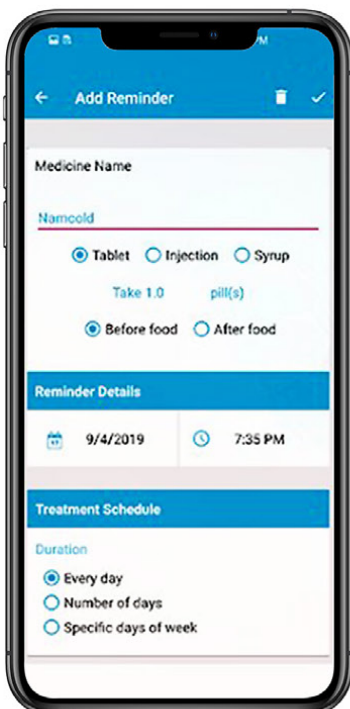 M
Add Reminder
Medicine Name
Namcold
Tablet Injection Syrup
Take 1.0 pill(s)
Before food After food
Reminder Details
9/4/2019 7:35 PM
Treatment Schedule
Duration
Every day
Number of days
Specific days of week